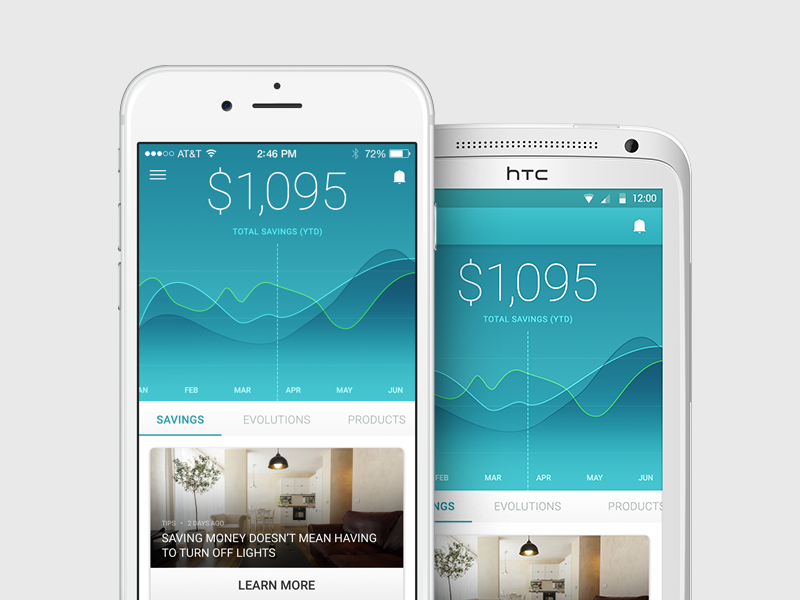 AT&T 2:46 PM 72%
$1,095
TOTAL SAVINGS (YTD)
AN FEB MAR APR MAY JUN
SAVINGS EVOLUTIONS PRODUCTS
TIPS • 2 DAYS AGO
SAVING MONEY DOESN'T MEAN HAVING
TO TURN OFF LIGHTS
LEARN MORE
hTC
12:00
$1,095
TOTAL SAVINGS (YTD)
FEB MAR APR MAY JUN
NGS EVOLUTIONS PRODUCTS